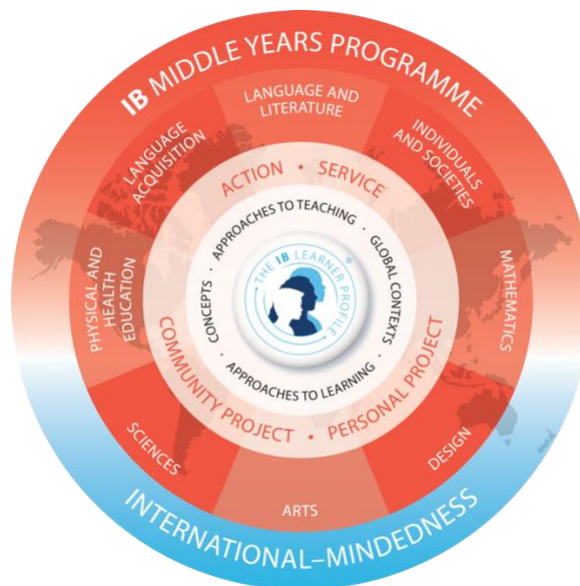 IB MIDDLE YEARS PROGRAMME
LANGUAGE AND
LITERATURE
INDIVIDUALS
AND SOCIETIES
MATHEMATICS
DESIGN
ARTS
SCIENCES
PHYSICAL AND
HEALTH
EDUCATION
LANGUAGE
ACQUISITION
ACTION • SERVICE
PERSONAL PROJECT
•
COMMUNITY PROJECT
APPROACHES TO TEACHING ·
GLOBAL CONTEXTS ·
APPROACHES TO LEARNING ·
CONCEPTS ·
THE IB LEARNER PROFILE
®
INTERNATIONAL–MINDEDNESS